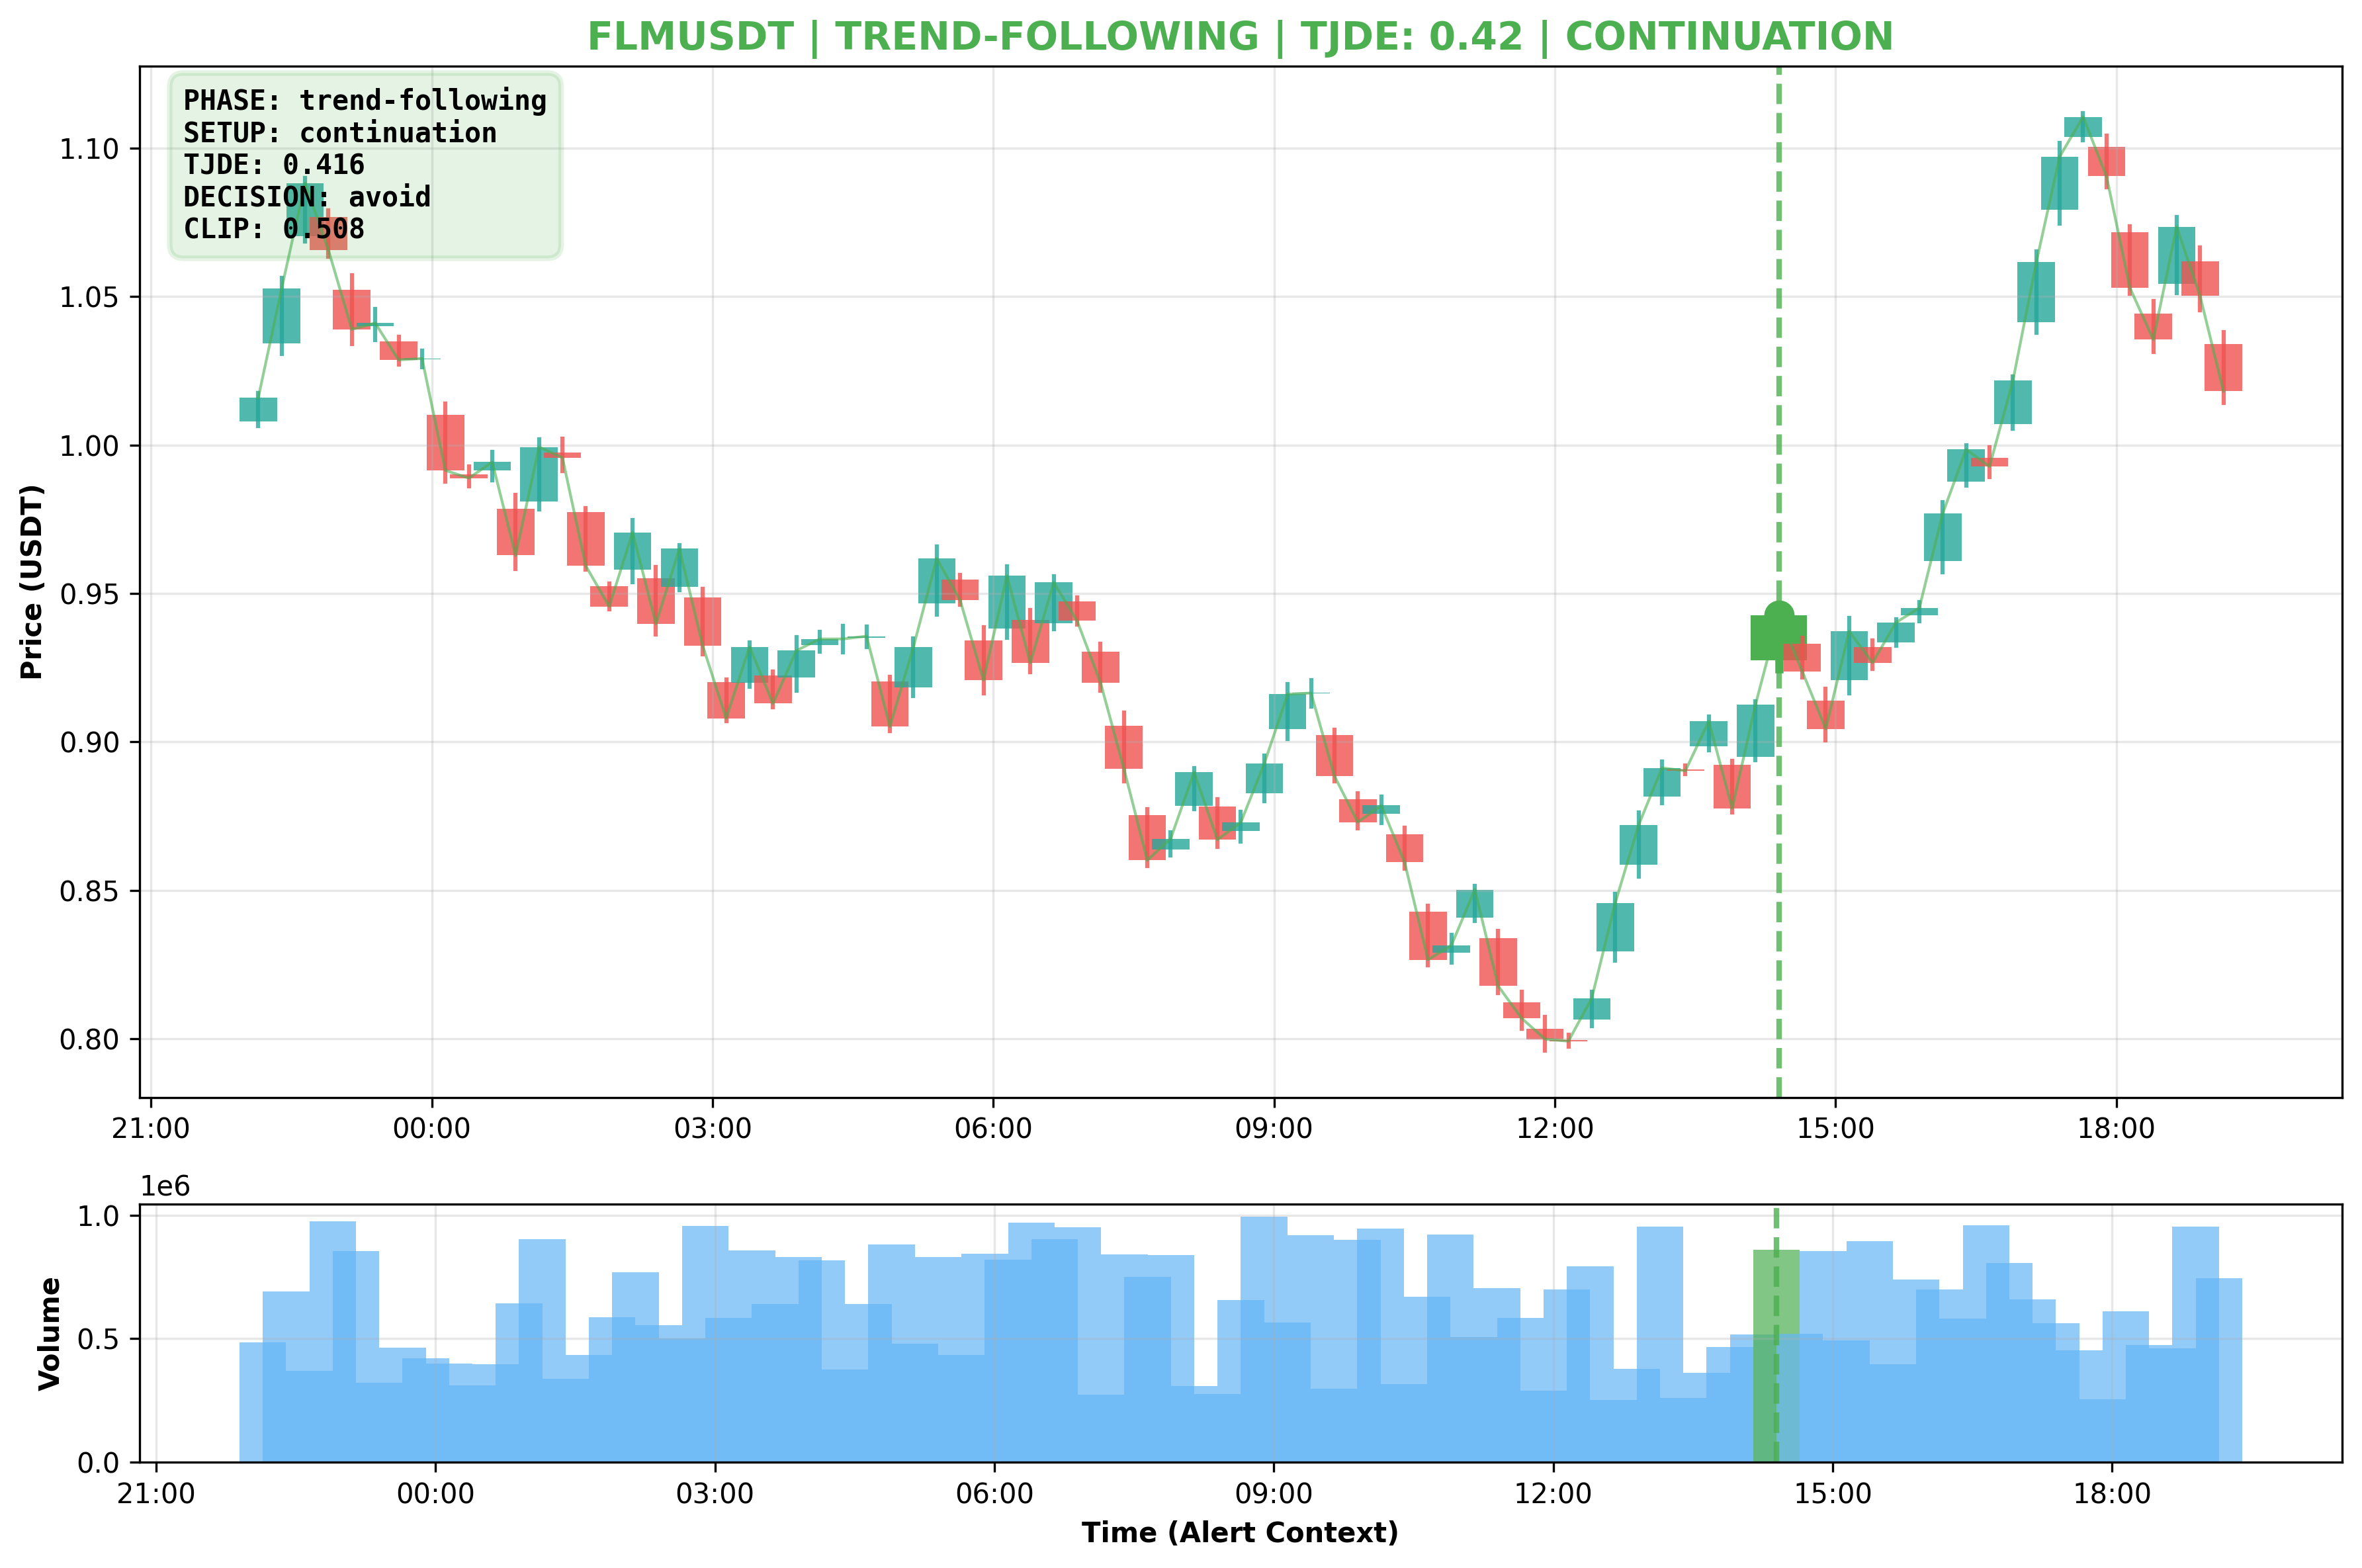 FLMUSDT | TREND-FOLLOWING | TJDE: 0.42 | CONTINUATION
PHASE: trend-following
SETUP: continuation
TJDE: 0.416
DECISION: avoid
CLIP: 0.508
Price (USDT)
1.10
1.05
1.00
0.95
0.90
0.85
0.80
21:00 00:00 03:00 06:00 09:00 12:00 15:00 18:00
1e6
Volume
1.0
0.5
0.0
21:00 00:00 03:00 06:00 09:00 12:00 15:00 18:00
Time (Alert Context)